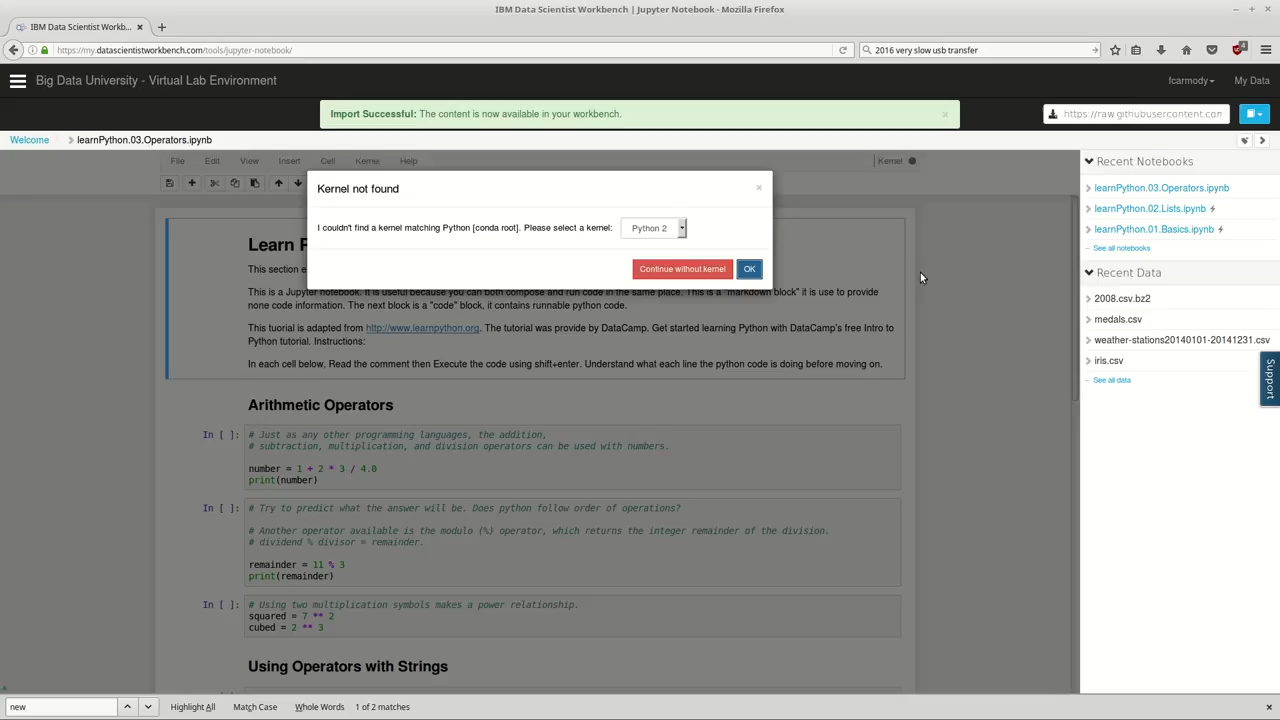 IBM Data Scientist Workbench | Jupyter Notebook - Mozilla Firefox
IBM Data Scientist Workb...
https://my.datascientistworkbench.com/tools/jupyter-notebook/
2016 very slow usb transfer
4
Big Data University - Virtual Lab Environment
fcarmody
My Data
Import Successful: The content is now available in your workbench.
https://raw.githubusercontent.com
Welcome
learnPython.03.Operators.ipynb
File Edit View Insert Cell Kernel Help
Kernel
Kernel not found
I couldn't find a kernel matching Python [conda root]. Please select a kernel: Python 2
Continue without kernel
OK
Learn P
This section e
This is a Jupyter notebook. It is useful because you can both compose and run code in the same place. This is a "markdown block" it is use to provide
none code information. The next block is a "code" block, it contains runnable python code.
This tuorial is adapted from http://www.learnpython.org. The tutorial was provide by DataCamp. Get started learning Python with DataCamp's free Intro to
Python tutorial. Instructions:
In each cell below, Read the comment then Execute the code using shift+enter. Understand what each line the python code is doing before moving on.
Arithmetic Operators
In [ ]: # Just as any other programming languages, the addition,
# subtraction, multiplication, and division operators can be used with numbers.
number = 1 + 2 * 3 / 4.0
print(number)
In [ ]: # Try to predict what the answer will be. Does python follow order of operations?
# Another operator available is the modulo (%) operator, which returns the integer remainder of the division.
# dividend % divisor = remainder.
remainder = 11 % 3
print(remainder)
In [ ]: # Using two multiplication symbols makes a power relationship.
squared = 7 ** 2
cubed = 2 ** 3
Using Operators with Strings
Recent Notebooks
learnPython.03.Operators.ipynb
learnPython.02.Lists.ipynb
learnPython.01.Basics.ipynb
See all notebooks
Recent Data
2008.csv.bz2
medals.csv
weather-stations20140101-20141231.csv
iris.csv
See all data
Support
new
Highlight All
Match Case
Whole Words
1 of 2 matches